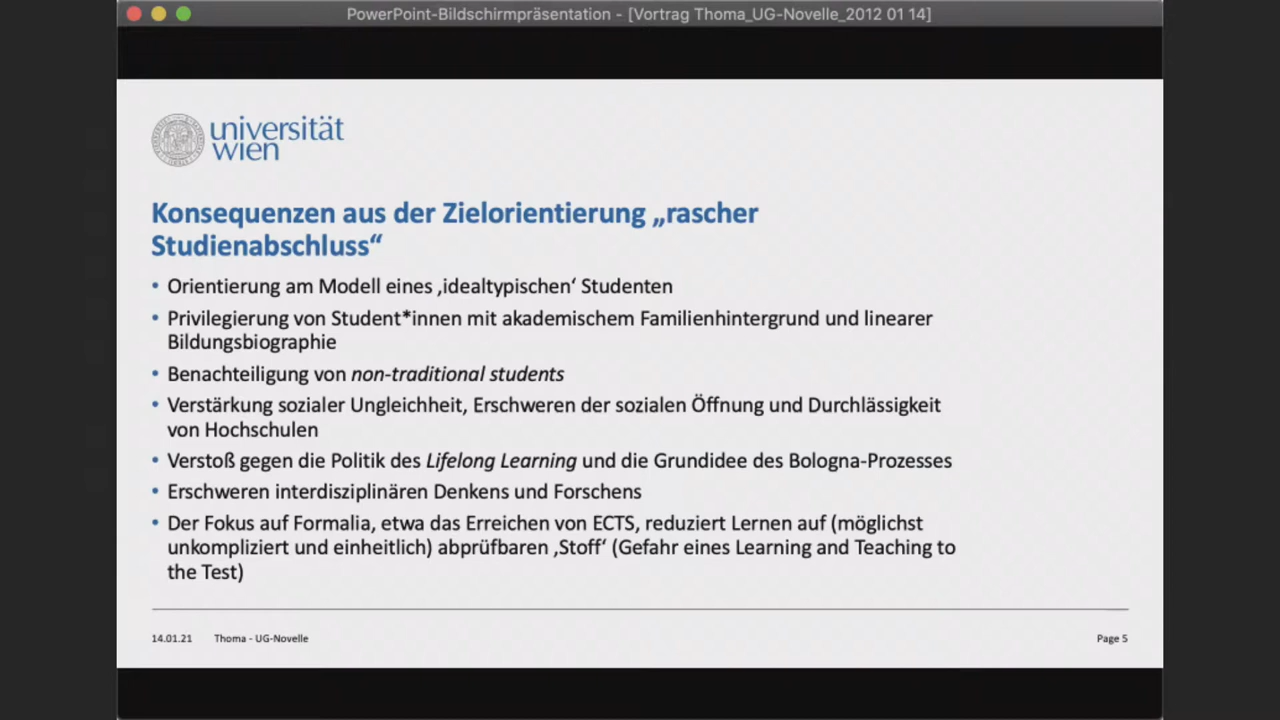 PowerPoint-Bildschirmpräsentation - [Vortrag Thoma_UG-Novelle_2012 01 14]
universität
wien
Konsequenzen aus der Zielorientierung „rascher
Studienabschluss“
• Orientierung am Modell eines ‚idealtypischen‘ Studenten
• Privilegierung von Student*innen mit akademischem Familienhintergrund und linearer
Bildungsbiographie
• Benachteiligung von non-traditional students
• Verstärkung sozialer Ungleichheit, Erschweren der sozialen Öffnung und Durchlässigkeit
von Hochschulen
• Verstoß gegen die Politik des Lifelong Learning und die Grundidee des Bologna-Prozesses
• Erschweren interdisziplinären Denkens und Forschens
• Der Fokus auf Formalia, etwa das Erreichen von ECTS, reduziert Lernen auf (möglichst
unkompliziert und einheitlich) abprüfbaren ‚Stoff‘ (Gefahr eines Learning and Teaching to
the Test)
14.01.21 Thoma - UG-Novelle Page 5